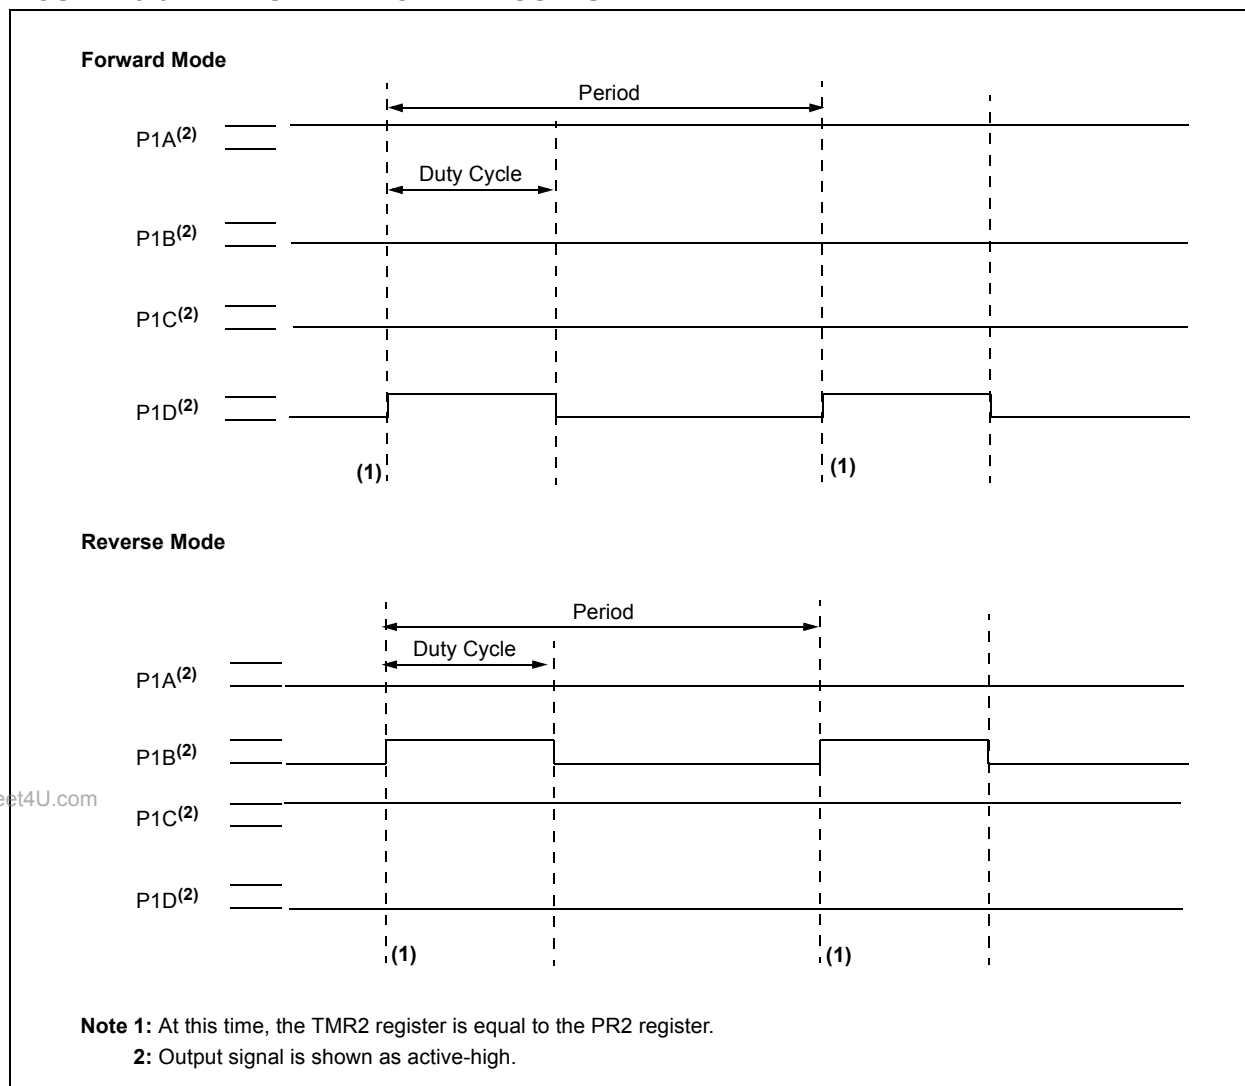 Forward Mode
Period
P1A(2)
Duty Cycle
P1B(2)
P1C(2)
P1D(2)
(1)
(1)
Reverse Mode
Period
Duty Cycle
P1A(2)
P1B(2)
eet4U.com
P1C(2)
P1D(2)
(1)
(1)
Note 1: At this time, the TMR2 register is equal to the PR2 register.
2: Output signal is shown as active-high.